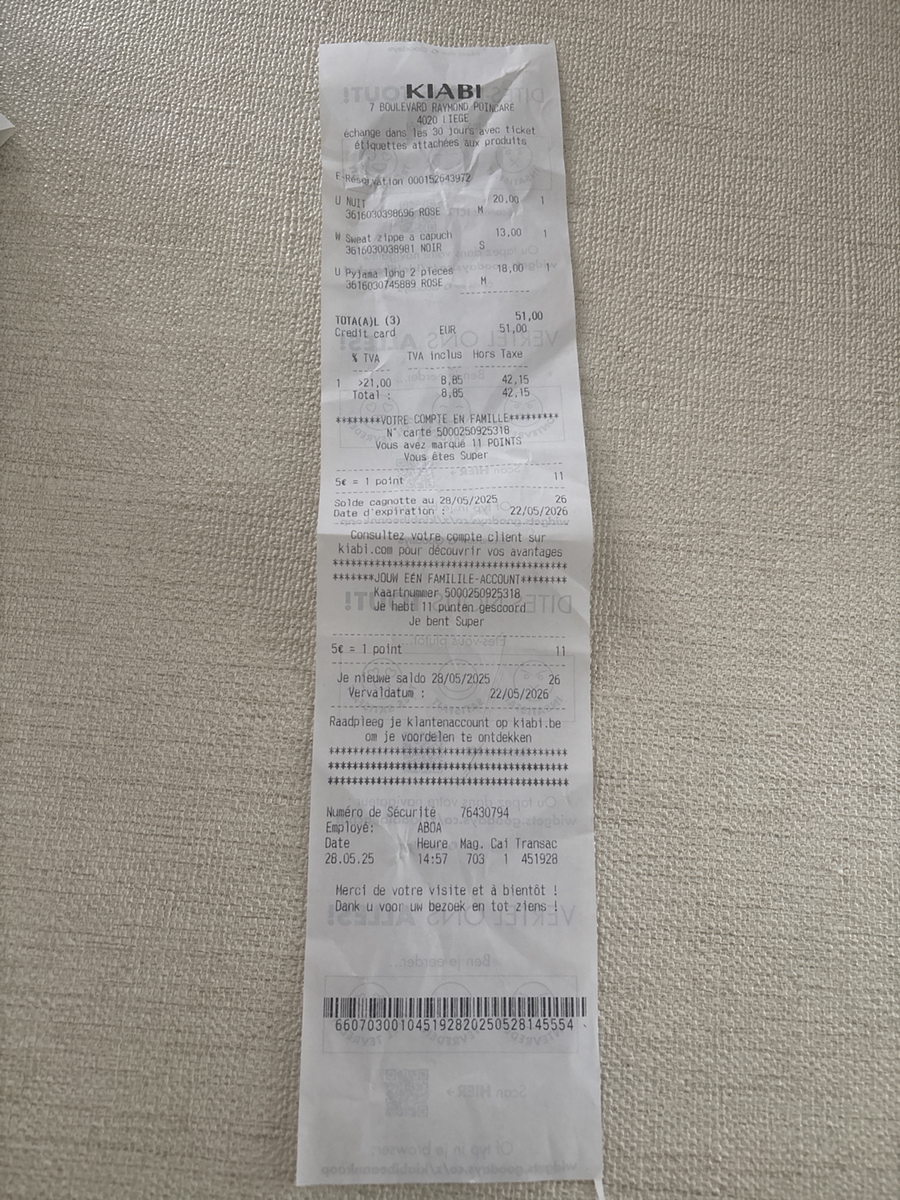 KIABI
7 BOULEVARD RAYMOND POINCARE
4020 LIEGE
échange dans les 30 jours avec ticket
étiquettes attachées aux produits
E-Réservation 000152643972
U NUIT 20,00 1
3616030398696 ROSE M
W Sweat zippe a capuch 13,00 1
3616030038981 NOIR S
U Pyjama long 2 pieces 18,00 1
3616030745889 ROSE M
TOTA(A)L (3) 51,00
Credit card EUR 51,00
% TVA TVA inclus Hors Taxe
1 >21,00 8,85 42,15
Total : 8,85 42,15
********VOTRE COMPTE EN FAMILLE*********
N° carte 5000250925318
Vous avez marqué 11 POINTS
Vous êtes Super
5€ = 1 point 11
Solde cagnotte au 28/05/2025 26
Date d'expiration : 22/05/2026
Consultez votre compte client sur
kiabi.com pour découvrir vos avantages
****************************************
*******JOUW EEN FAMILILE-ACCOUNT********
Kaartnummer 5000250925318
Je hebt 11 punten gescoord
Je bent Super
5€ = 1 point 11
Je nieuwe saldo 28/05/2025 26
Vervaldatum : 22/05/2026
Raadpleeg je klantenaccount op kiabi.be
om je voordelen te ontdekken
****************************************
****************************************
****************************************
Numéro de Sécurité 76430794
Employé: ABOA
Date Heure Mag. Cai Transac
28.05.25 14:57 703 1 451928
Merci de votre visite et à bientôt !
Dank u voor uw bezoek en tot ziens !
660703001045192820250528145554